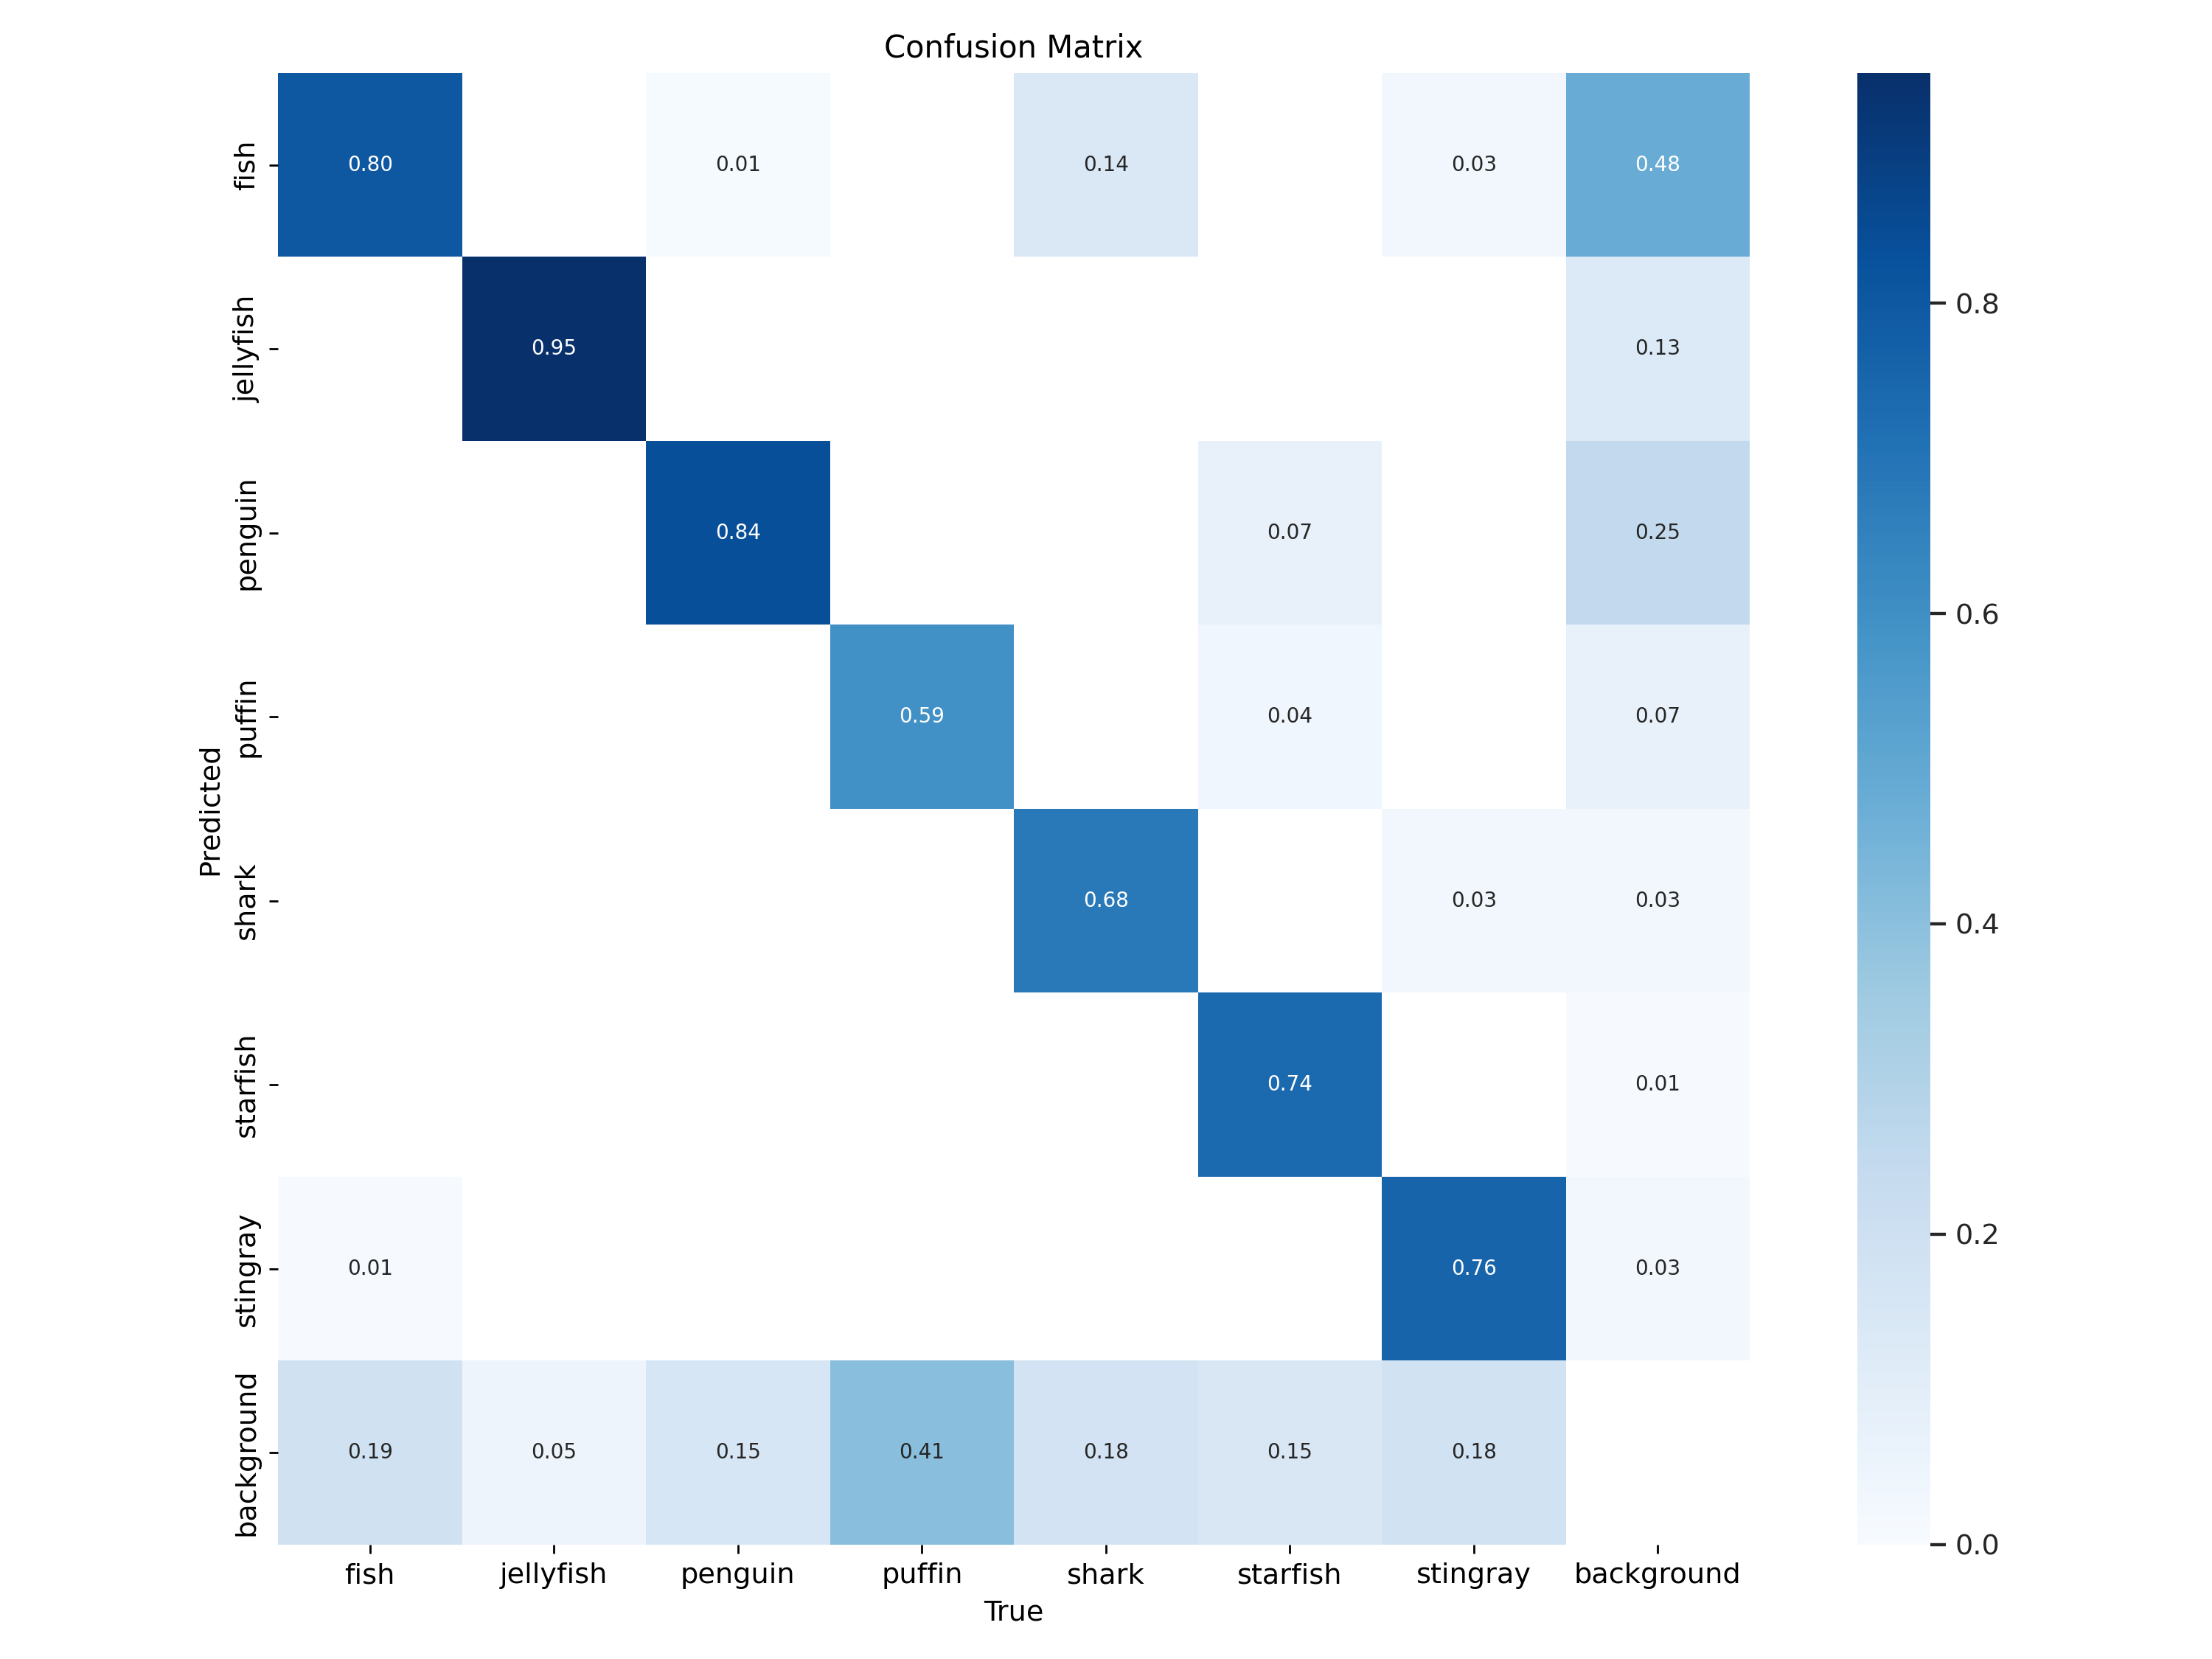 Confusion Matrix
fish 0.80 0.01 0.14 0.03 0.48
jellyfish 0.95 0.13
penguin 0.84 0.07 0.25
puffin 0.59 0.04 0.07
shark 0.68 0.03 0.03
starfish 0.74 0.01
stingray 0.01 0.76 0.03
background 0.19 0.05 0.15 0.41 0.18 0.15 0.18
fish jellyfish penguin puffin shark starfish stingray background
True
Predicted
0.8
0.6
0.4
0.2
0.0